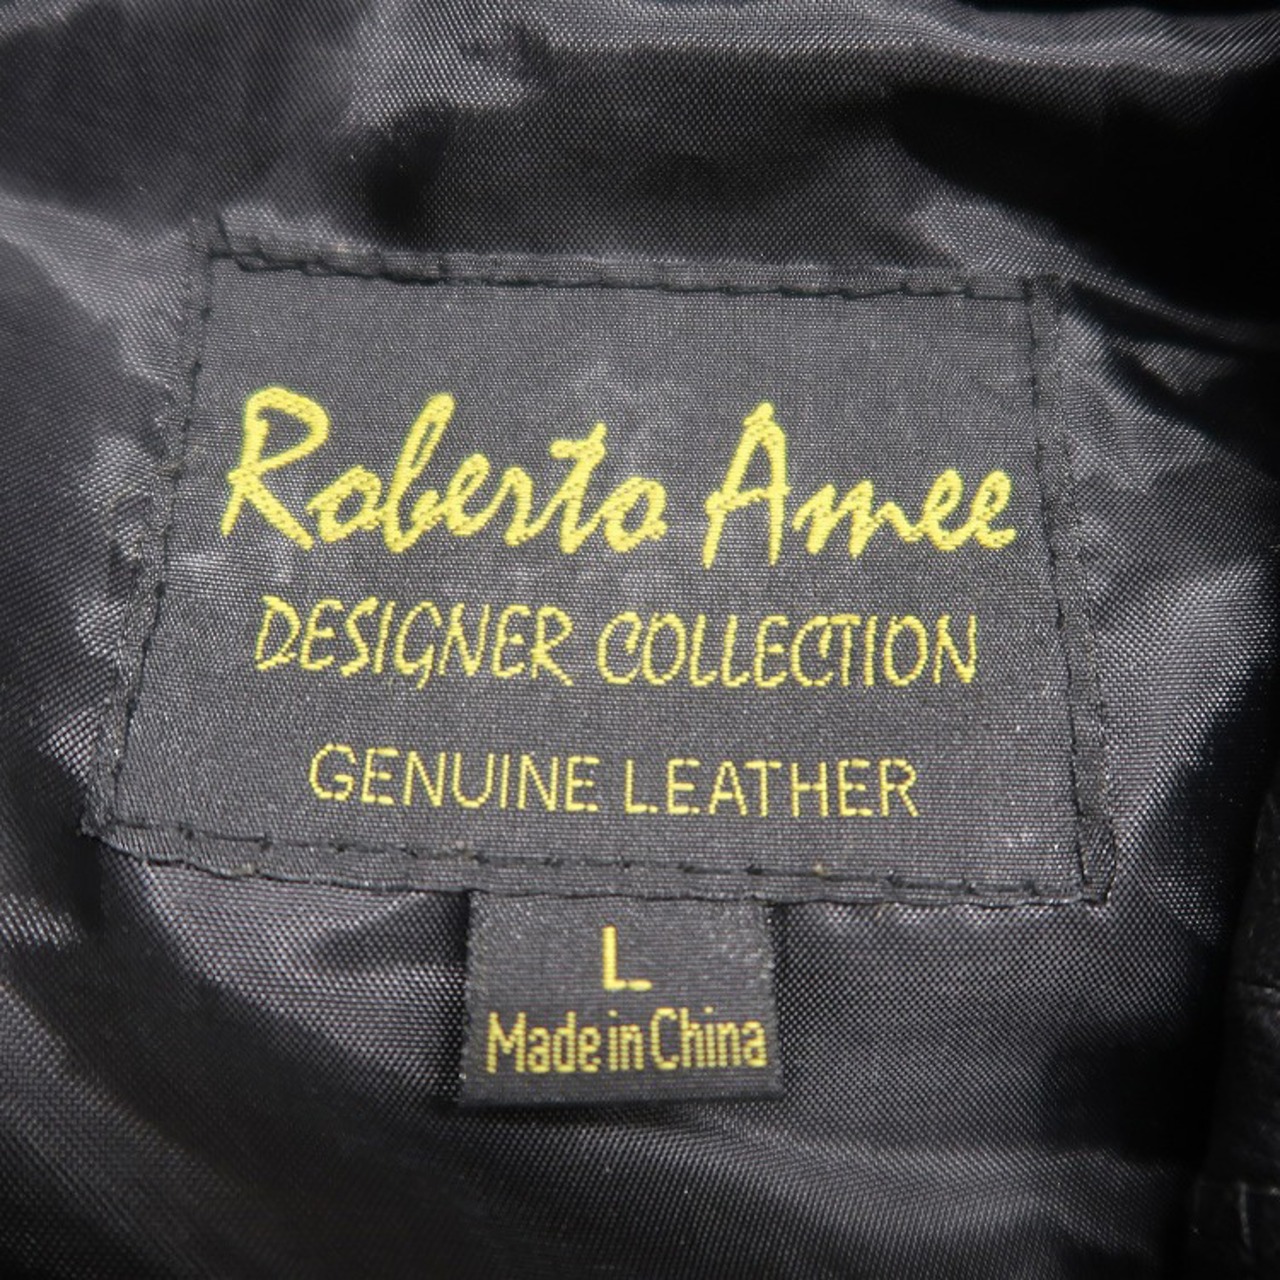 Roberto Amee
DESIGNER COLLECTION
GENUINE LEATHER
L
Made in China